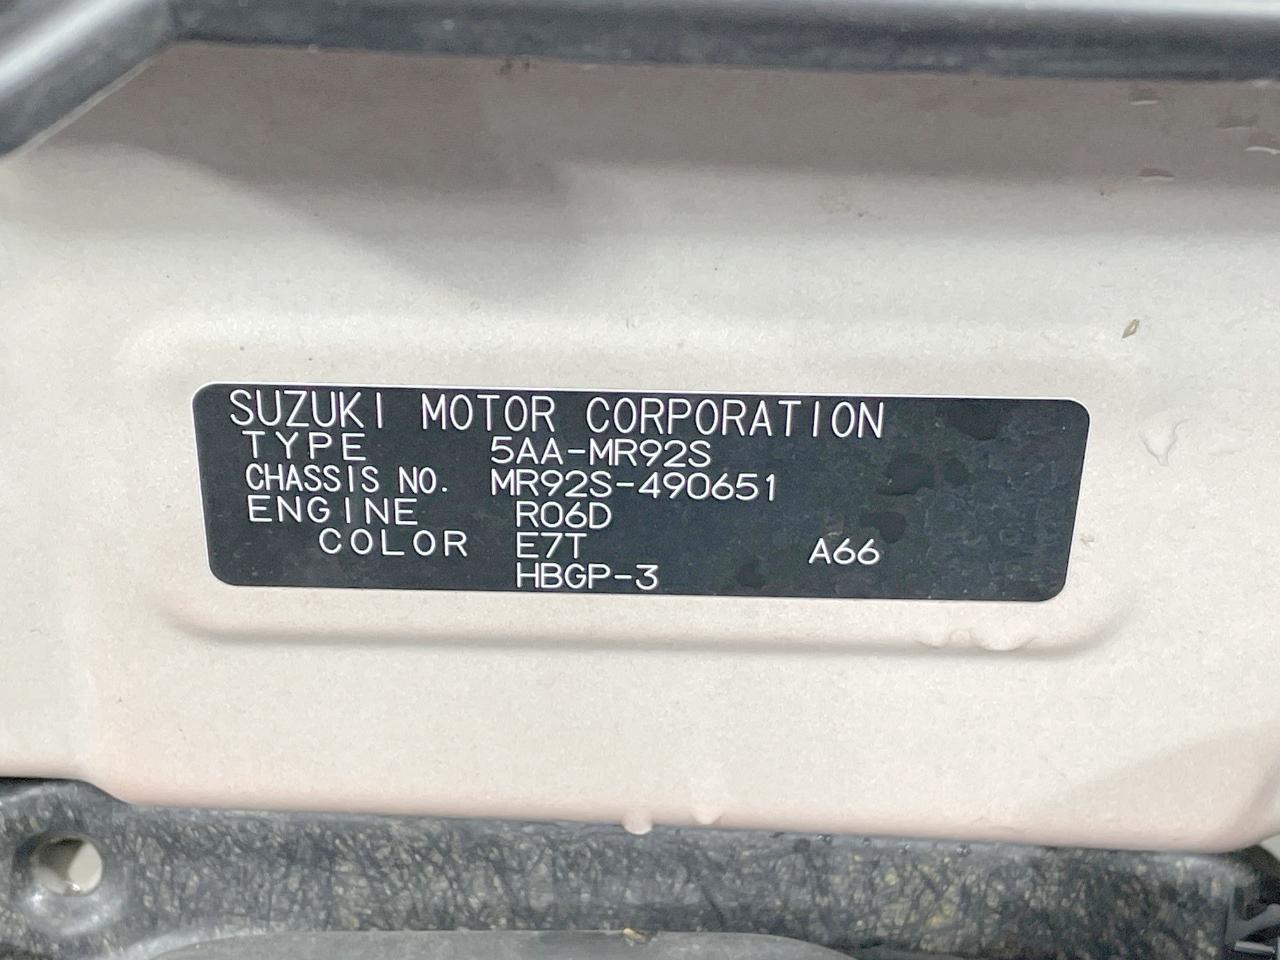 SUZUKI MOTOR CORPORATION
TYPE 5AA-MR92S
CHASSIS NO. MR92S-490651
ENGINE R06D
COLOR E7T A66
HBGP-3